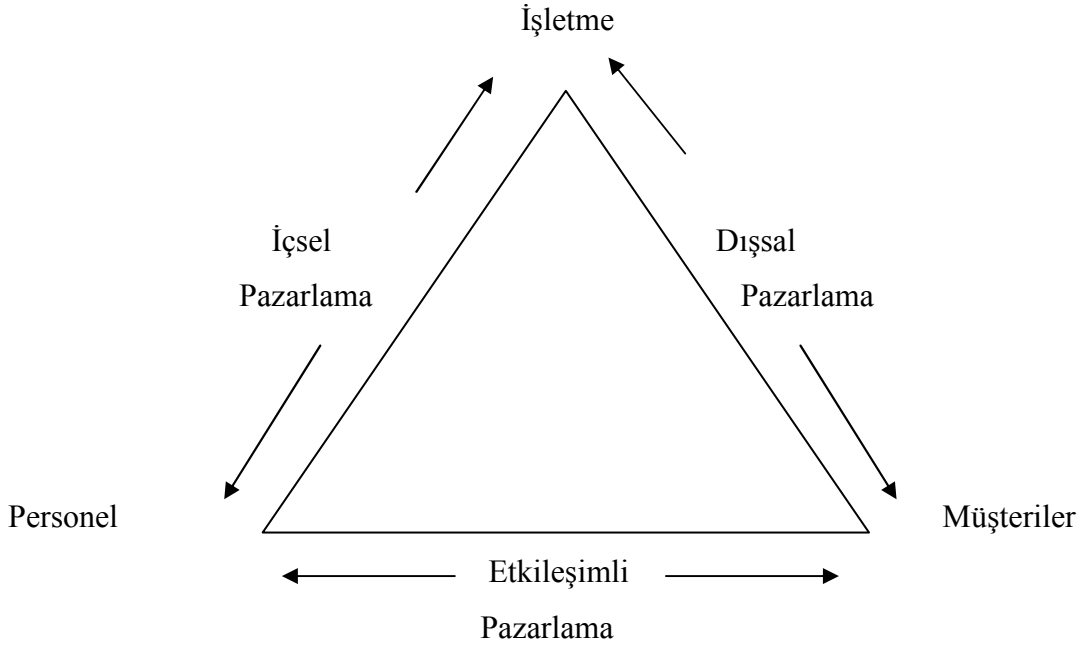 İşletme
İçsel
Pazarlama
Dışsal
Pazarlama
Personel
Müşteriler
Etkileşimli
Pazarlama